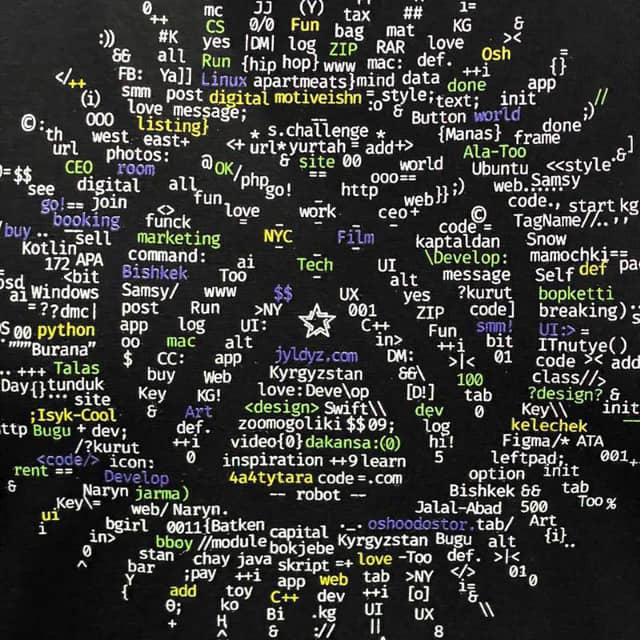 0 mc JJ (Y) tax ## i=
++ CS 0/0 Fun bag mat KG &
:)) #K yes |DM| log ZIP RAR love ><
&& all Run {hip hop} www mac: def. Osh =
</ ++ FB: Ya]] Linux apartmeats}mind data ++i {}
(i) smm post digital motiveishn = style; done app
love message; :o & text; init //
©: 000 listing} * s.challenge * Button world done;
:th west east+ <+ url* yurtah = add+> {Manas} frame ;)
url photos: @ OK/php & site 00 world Ala-Too .]
0=$$ CEO room == 000== Ubuntu <<style.&
see digital all go! http }};) web...... Samsy
go!== join fun web code., start kg
booking <> love work ceo+ © TagName//..,,
/buy .. sell funck code = Snow
Kotlin marketing NYC Film kaptaldan mamochki==
172 APA command: ai Tech UI \Develop: Self def pa
osd <bit Bishkek Too alt message bopketti
ai Windows Samsy/ www $$ UX yes ?kurut breaking)
=??dmc| post Run >NY 001 ZIP code] UI:> =
00 python app log UI: C++ Fun smm! ITnutye()
""""Burana" oo mac alt in> ++i bit code >< add
+++ Talas $ CC: app jyldyz.com DM: >|< 01 class//>
Day{}tunduk buy Web Kyrgyzstan &&\ 100 ?design? &
... site Key KG! love:Deve\op [D!] tab Key\\ init
;Isyk-Cool & Art <design> Swift\\ dev 0 kelechek
http Bugu + dev; def. zoomogoliki $$ 09; log Figma/* ATA
/?kurut ++i video{0} dakansa:(0) hi! leftpad; 001,
<code/> icon: 0 inspiration ++9 learn 5 option init
rent == Develop 4a4tytara code=.com Bishkek && tab
& Naryn jarma) -- robot -- Jalal-Abad 500 Too %
Key\= web/ Naryn. ._. oshoodostor.tab/ Art
ui bgirl 0011{Batken capital Kyrgyzstan Bugu alt {i}.
i in> bboy //module bokjebe love -Too def. >|<
0 stan chay java skript =+ tab >NY </> 01 0
^ bar ;pay ++i app web ++i [o] i=
Y add toy C++ dev UI UX & \\
{ θ; ko Bi .kg || 8
H & ://
^